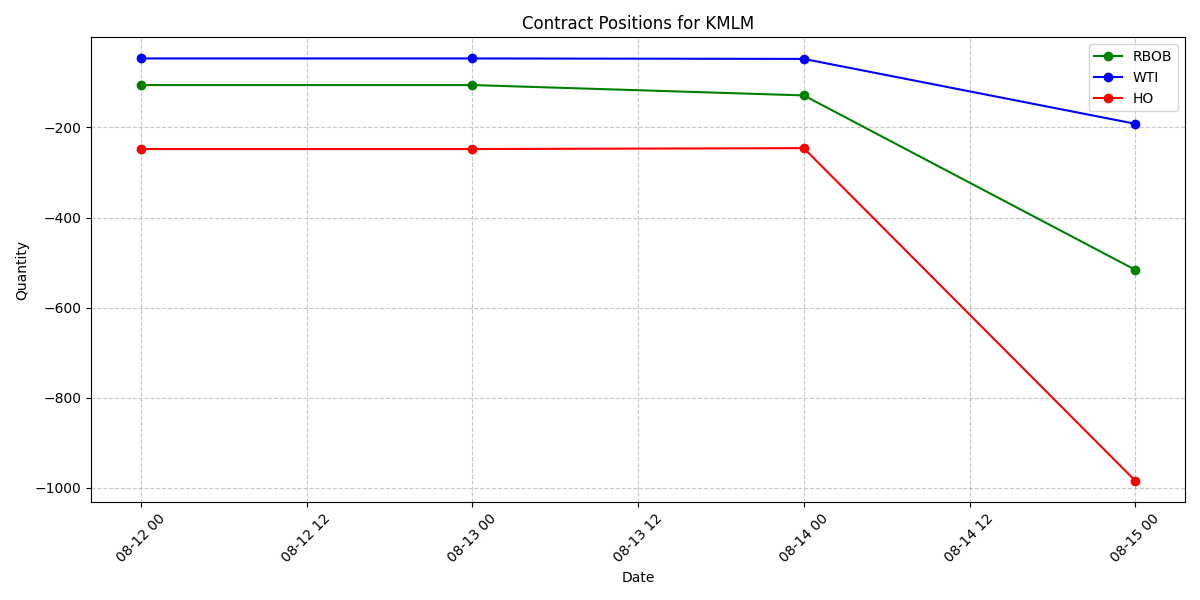 Contract Positions for KMLM
RBOB
WTI
HO
−200
−400
−600
−800
−1000
Quantity
08-12 00
08-12 12
08-13 00
08-13 12
08-14 00
08-14 12
08-15 00
Date